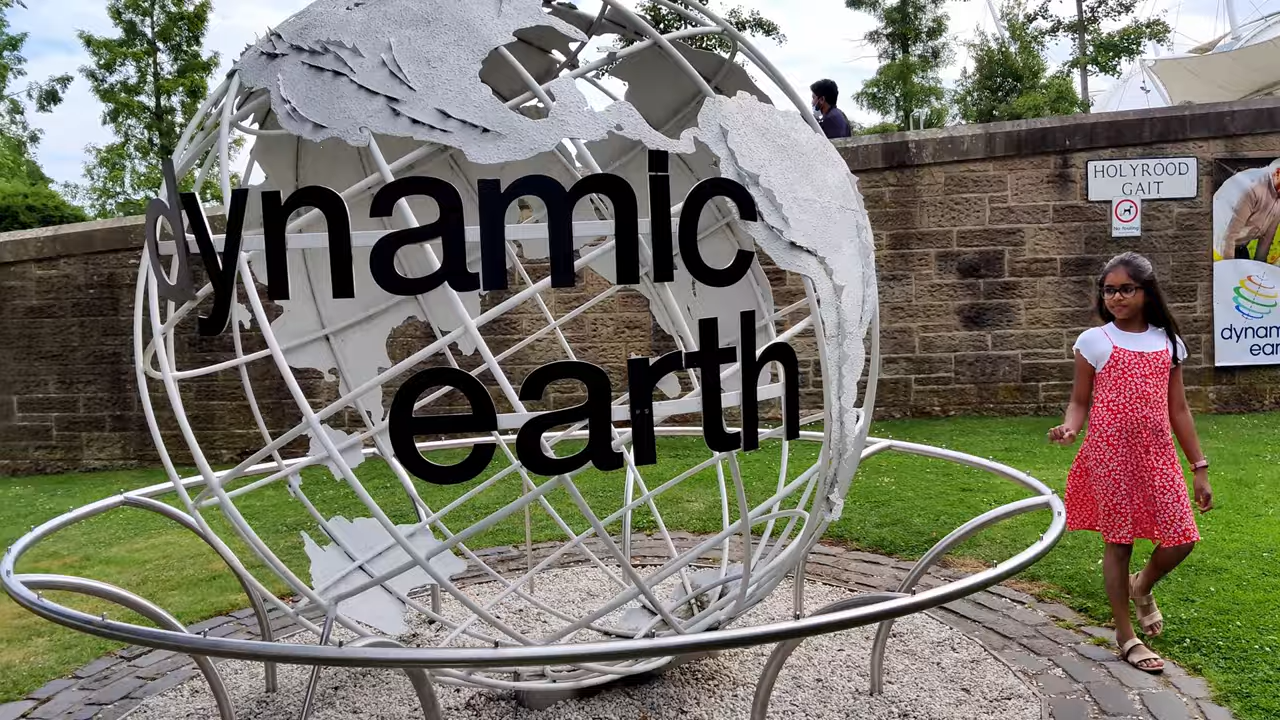 dynamic
earth
HOLYROOD
GAIT
No fouling
dynam
ear